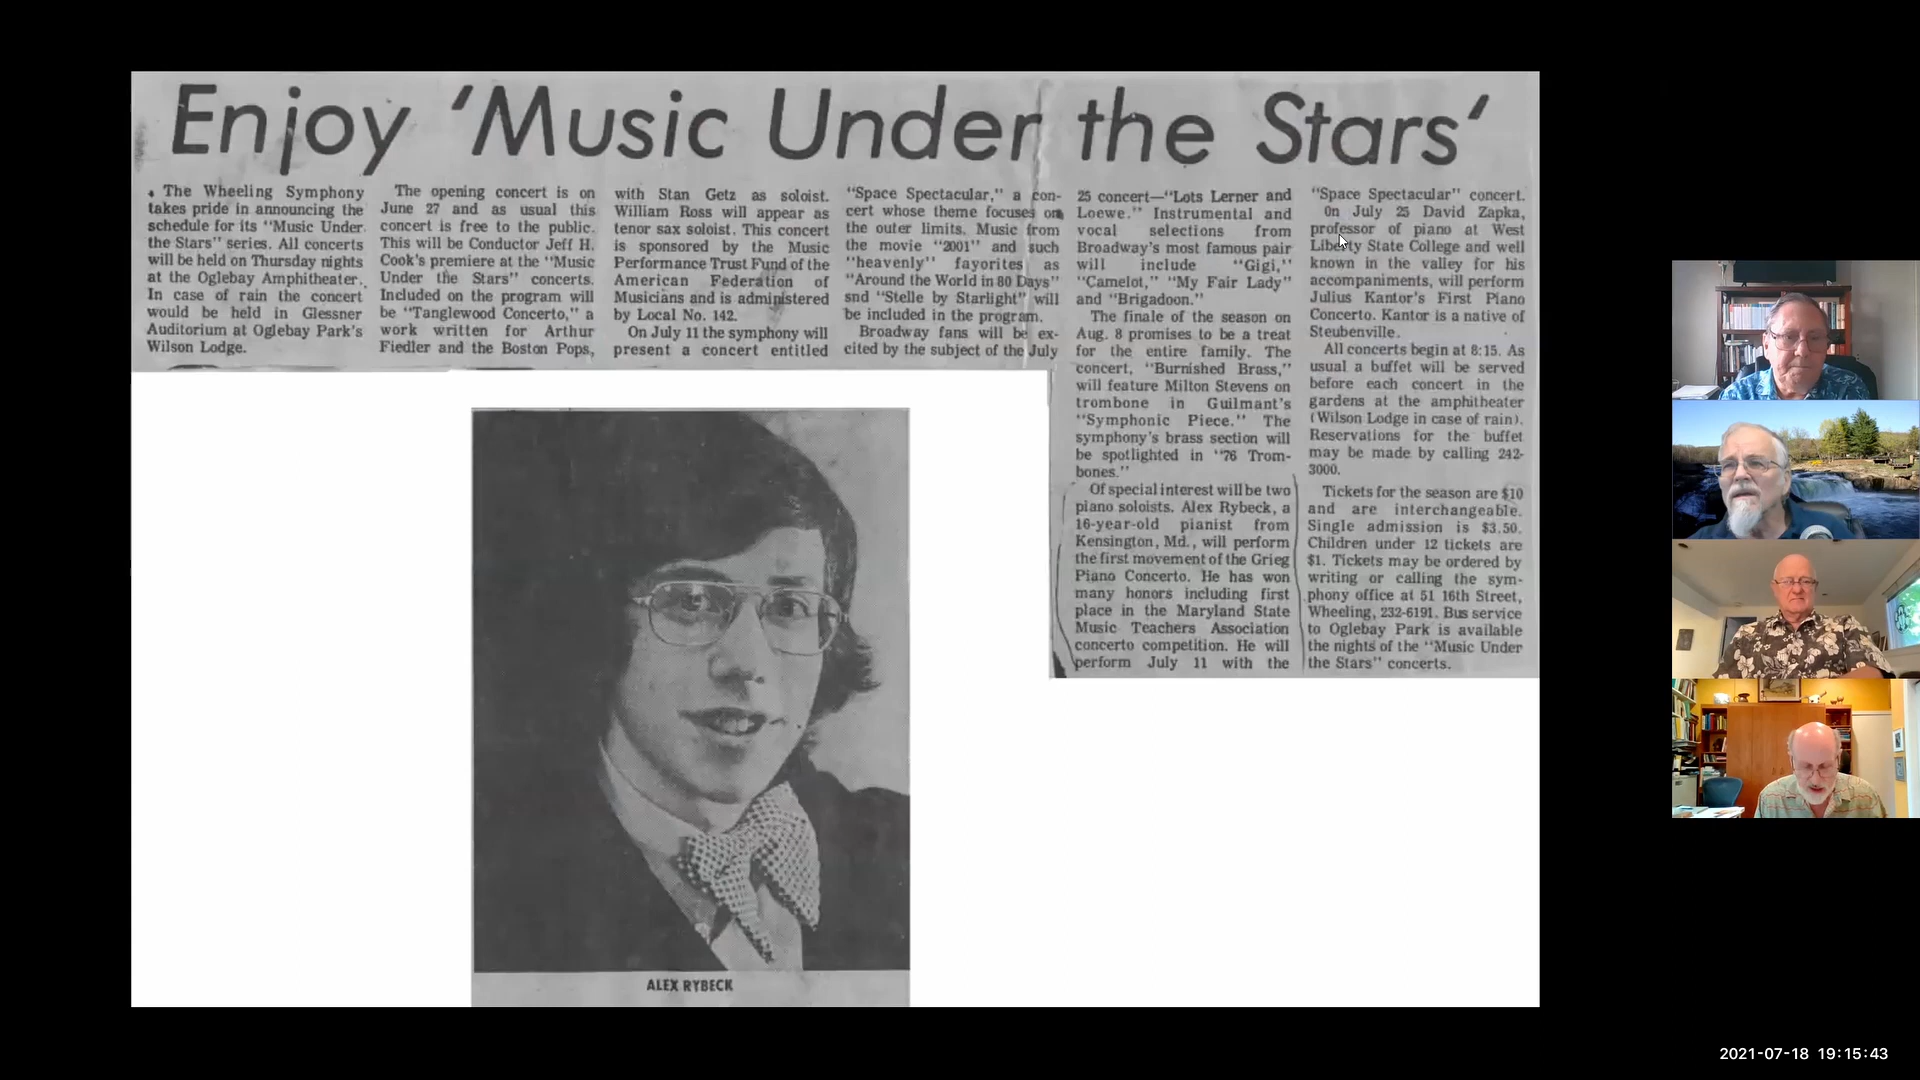 Enjoy 'Music Under the Stars'
The Wheeling Symphony
takes pride in announcing the
schedule for its "Music Under
the Stars" series. All concerts
will be held on Thursday nights
at the Oglebay Amphitheater.
In case of rain the concert
would be held in Glessner
Auditorium at Oglebay Park's
Wilson Lodge.
The opening concert is on
June 27 and as usual this
concert is free to the public.
This will be Conductor Jeff H.
Cook's premiere at the "Music
Under the Stars" concerts.
Included on the program will
be "Tanglewood Concerto," a
work written for Arthur
Fiedler and the Boston Pops,
with Stan Getz as soloist.
William Ross will appear as
tenor sax soloist. This concert
is sponsored by the Music
Performance Trust Fund of the
American Federation of
Musicians and is administered
by Local No. 142.
On July 11 the symphony will
present a concert entitled
"Space Spectacular," a con-
cert whose theme focuses on
the outer limits. Music from
the movie "2001" and such
"heavenly" fayorites as
"Around the World in 80 Days"
snd "Stelle by Starlight" will
be included in the program.
Broadway fans will be ex-
cited by the subject of the July
25 concert—"Lots Lerner and
Loewe." Instrumental and
vocal selections from
Broadway's most famous pair
will include "Gigi,"
"Camelot," "My Fair Lady"
and "Brigadoon."
The finale of the season on
Aug. 8 promises to be a treat
for the entire family. The
concert, "Burnished Brass,"
will feature Milton Stevens on
trombone in Guilmant's
"Symphonic Piece." The
symphony's brass section will
be spotlighted in "76 Trom-
bones."
Of special interest will be two
piano soloists. Alex Rybeck, a
16-year-old pianist from
Kensington, Md., will perform
the first movement of the Grieg
Piano Concerto. He has won
many honors including first
place in the Maryland State
Music Teachers Association
concerto competition. He will
perform July 11 with the
"Space Spectacular" concert.
On July 25 David Zapka,
professor of piano at West
Liberty State College and well
known in the valley for his
accompaniments, will perform
Julius Kantor's First Piano
Concerto. Kantor is a native of
Steubenville.
All concerts begin at 8:15. As
usual a buffet will be served
before each concert in the
gardens at the amphitheater
(Wilson Lodge in case of rain).
Reservations for the buffet
may be made by calling 242-
3000.
Tickets for the season are $10
and are interchangeable.
Single admission is $3.50.
Children under 12 tickets are
$1. Tickets may be ordered by
writing or calling the sym-
phony office at 51 16th Street,
Wheeling, 232-6191. Bus service
to Oglebay Park is available
the nights of the "Music Under
the Stars" concerts.
ALEX RYBECK
2021-07-18 19:15:43